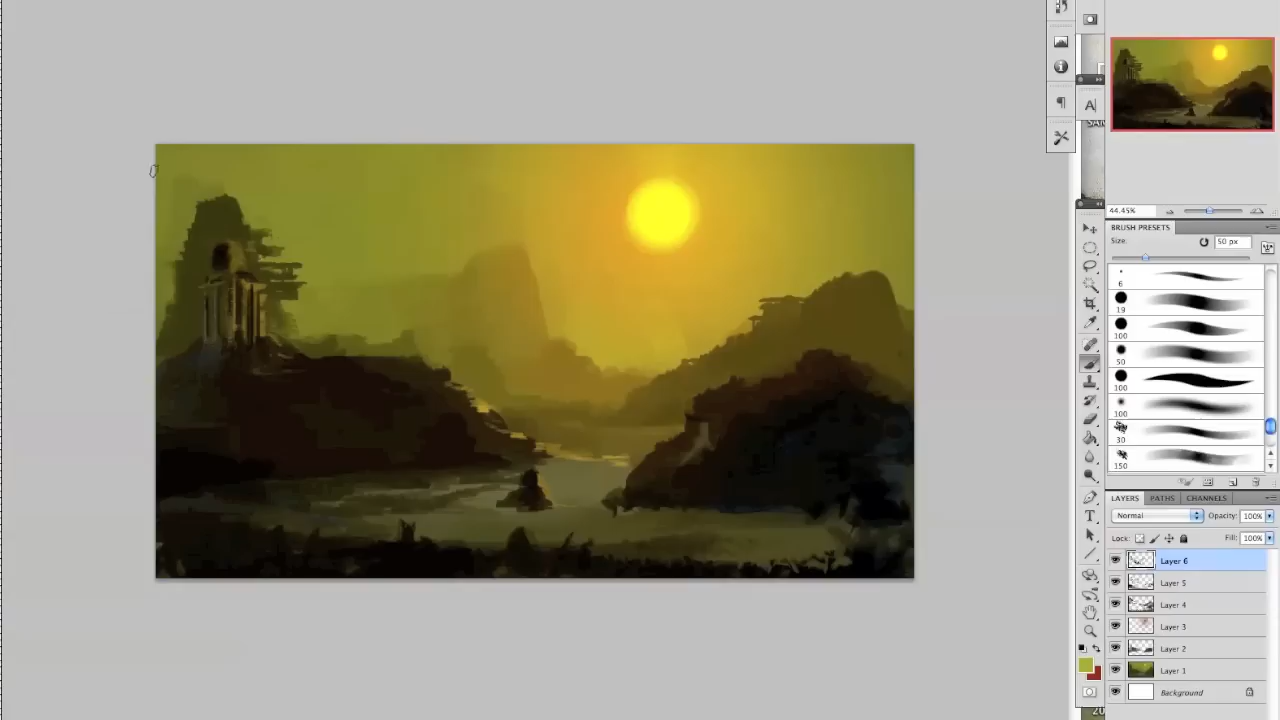 A|
44.45%
BRUSH PRESETS
Size:
50 px
6
19
100
50
100
100
30
150
LAYERS PATHS CHANNELS
Normal
Opacity: 100%
Lock:
Fill: 100%
Layer 6
Layer 5
Layer 4
Layer 3
Layer 2
Layer 1
Background
T